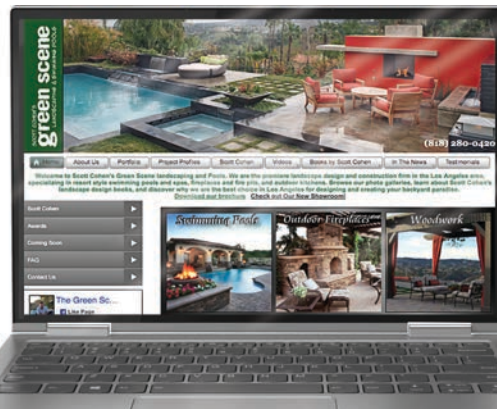 SCOTT COHEN'S
green scene
LANDSCAPING & SWIMMING POOLS
(818) 280-0420
Home About Us Portfolio Project Profiles Scott Cohen Videos Books by Scott Cohen In The News Testimonials
Welcome to Scott Cohen's Green Scene landscaping and Pools. We are the premiere landscape design and construction firm in the Los Angeles area,
specializing in resort style swimming pools and spas, fireplaces and fire pits, and outdoor kitchens. Browse our photo galleries, learn about Scott Cohen's
landscape design books, and discover why we are the best choice in Los Angeles for designing and creating your backyard paradise.
Download our brochure Check out Our New Showroom!
Scott Cohen
Awards
Coming Soon
FAQ
Contact Us
Swimming Pools
Outdoor Fireplaces
Woodwork
The Green Sc...
Like Page